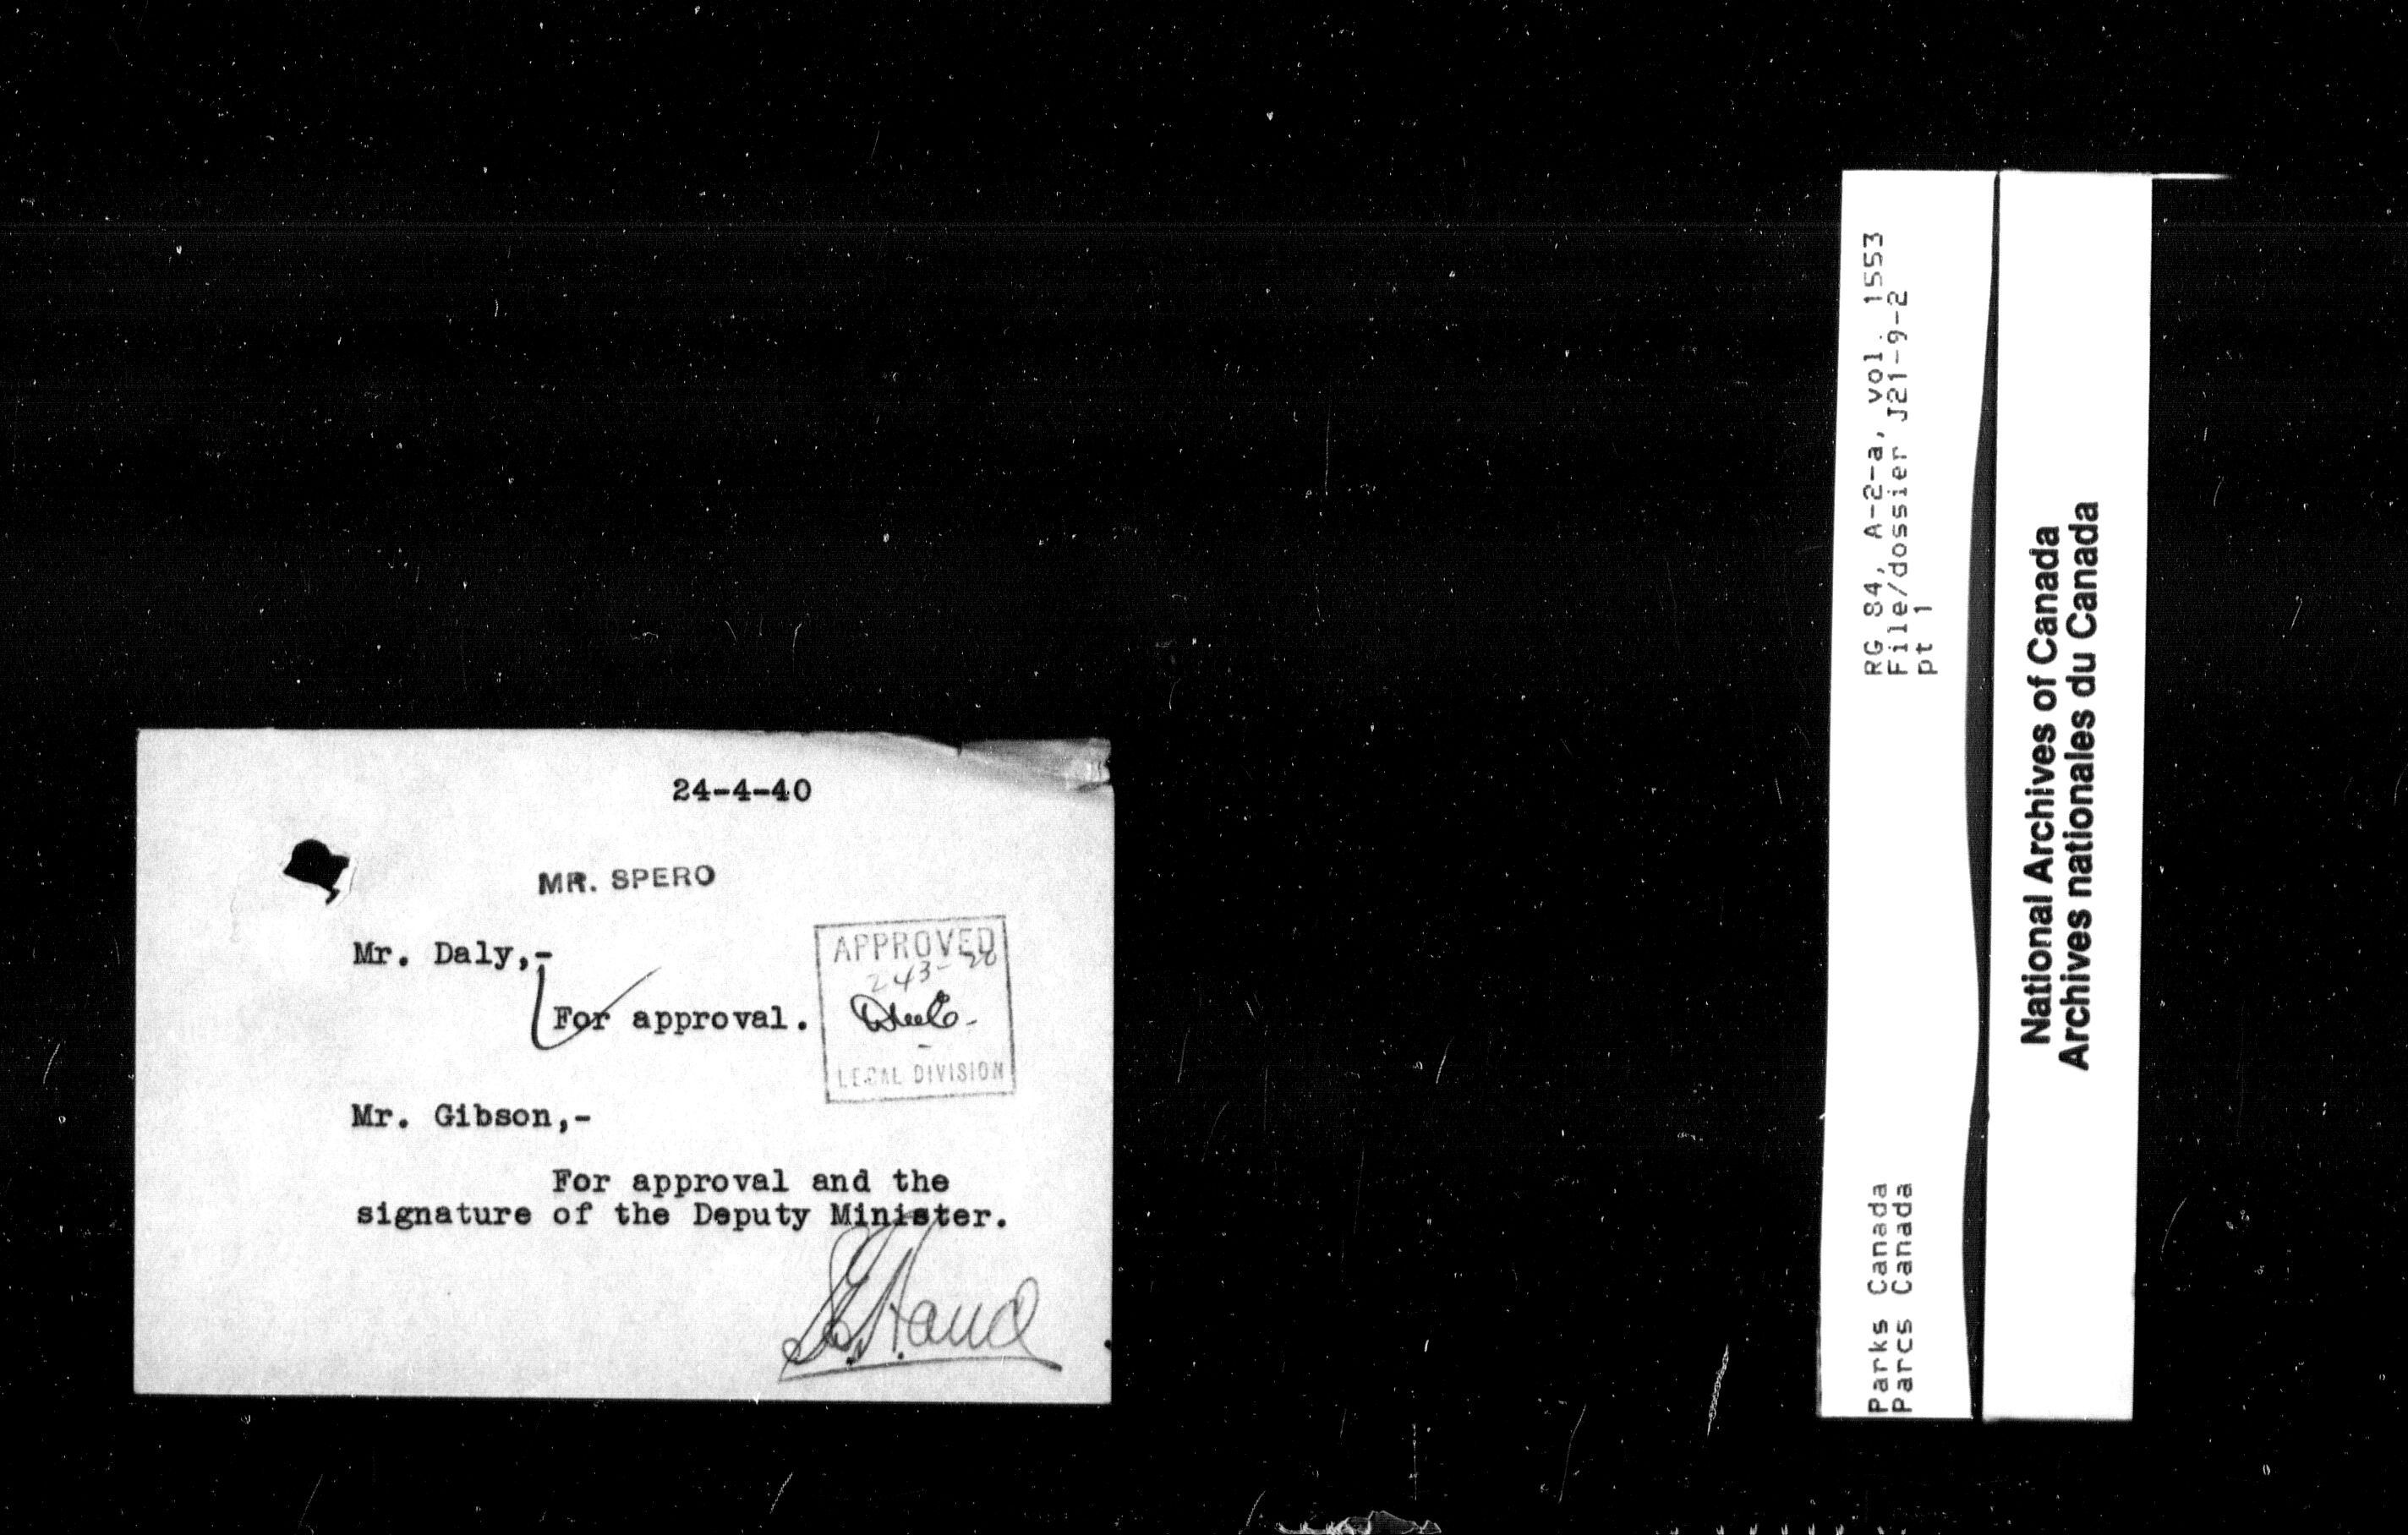 24-4-40
MR. SPERO
Mr. Daly,-
For approval.
APPROVED
LEGAL DIVISION
Mr. Gibson,-
For approval and the
signature of the Deputy Minister.
RG 84, A-2-a, vol. 1553
File/dossier J21-9-2
pt 1
Parks Canada
Parcs Canada
National Archives of Canada
Archives nationales du Canada